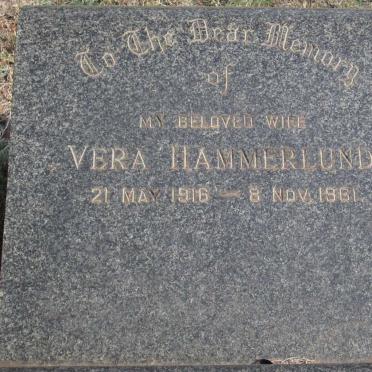 To The Dear Memory
of
MY BELOVED WIFE
VERA HAMMERLUND
21 MAY 1916 — 8 NOV. 1961.